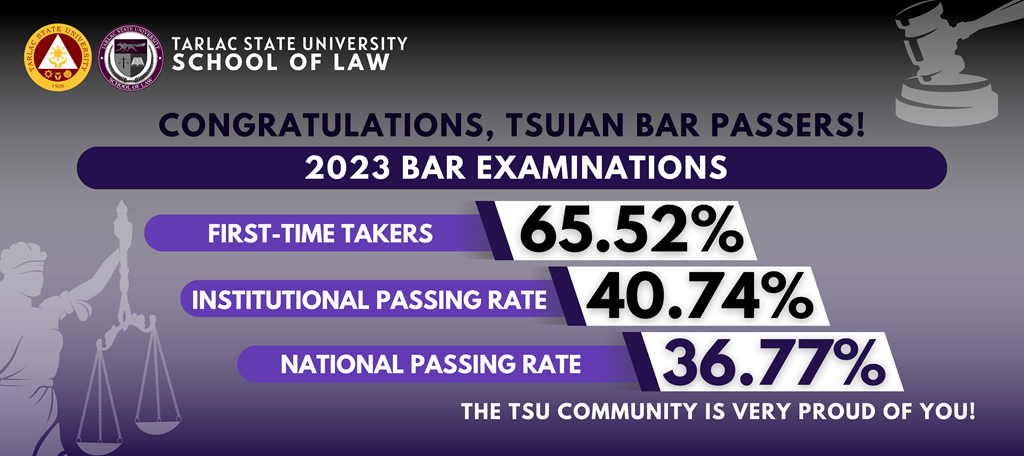 TARLAC STATE UNIVERSITY
1906
TARLAC STATE UNIVERSITY
SCHOOL OF LAW
TARLAC STATE UNIVERSITY
SCHOOL OF LAW
CONGRATULATIONS, TSUIAN BAR PASSERS!
2023 BAR EXAMINATIONS
FIRST-TIME TAKERS 65.52%
INSTITUTIONAL PASSING RATE 40.74%
NATIONAL PASSING RATE 36.77%
THE TSU COMMUNITY IS VERY PROUD OF YOU!